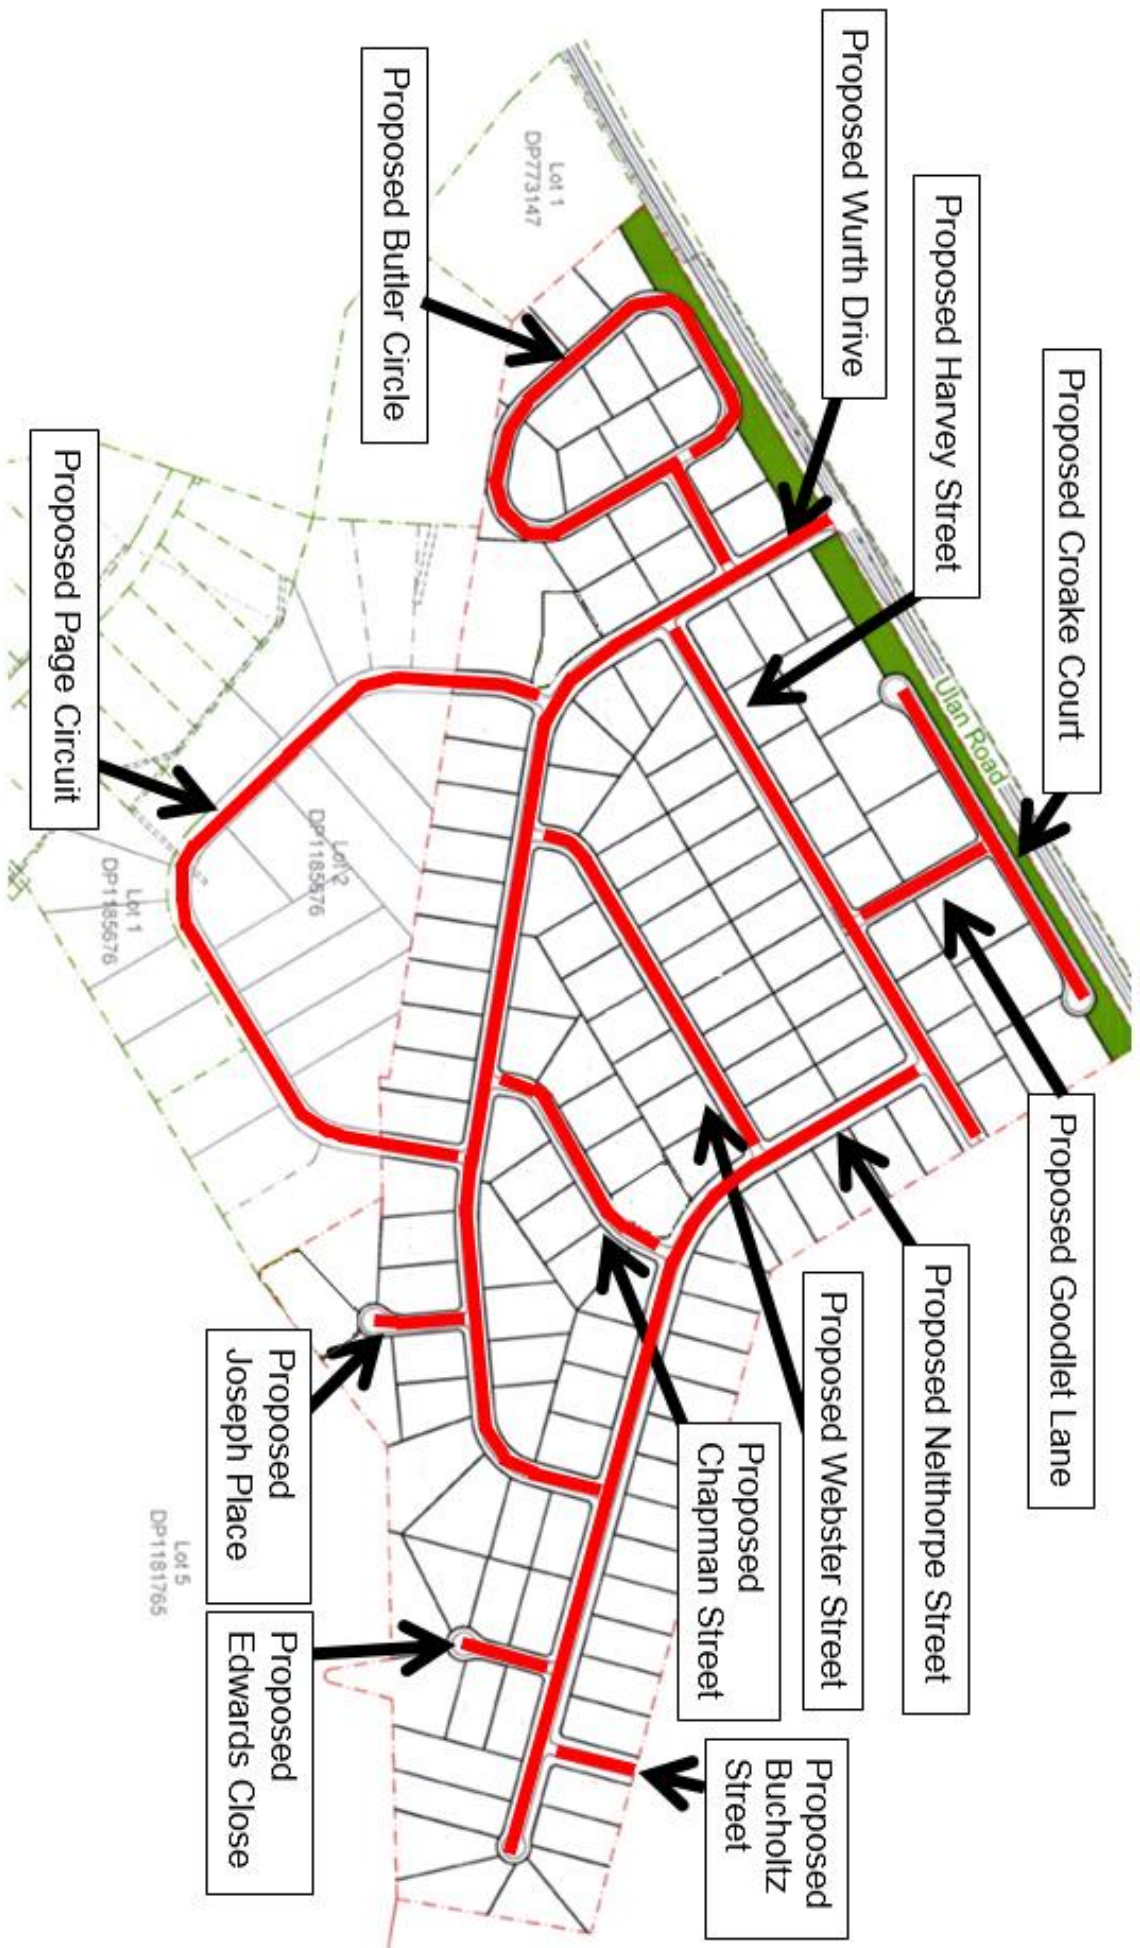 Proposed Croake Court
Proposed Harvey Street
Proposed Wurth Drive
Proposed Butler Circle
Proposed Page Circuit
Ulan Road
Lot 1
DP773147
Lot 2
DP1185676
Lot 1
DP1185676
Proposed Goodlet Lane
Proposed Nelthorpe Street
Proposed Webster Street
Proposed
Chapman Street
Proposed
Bucholtz
Street
Proposed
Joseph Place
Proposed
Edwards Close
Lot 5
DP1181765